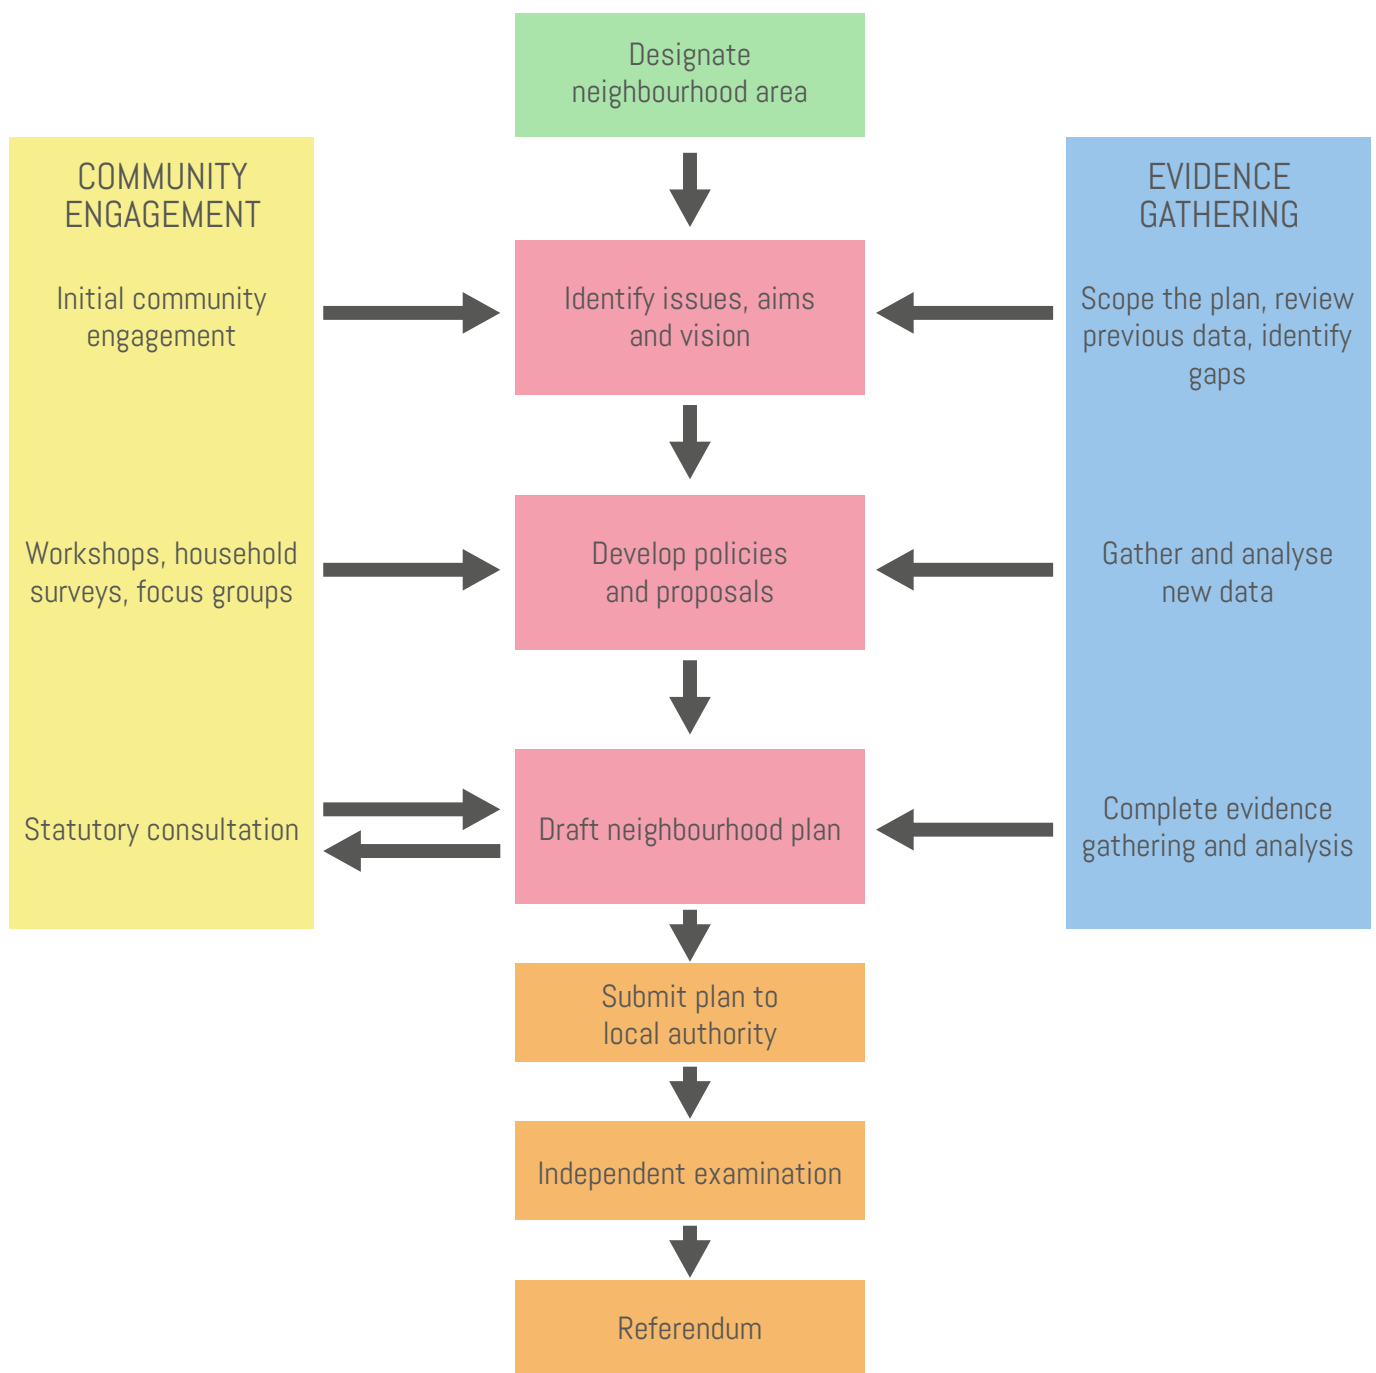 Designate
neighbourhood area
COMMUNITY
ENGAGEMENT
EVIDENCE
GATHERING
Initial community
engagement
Identify issues, aims
and vision
Scope the plan, review
previous data, identify
gaps
Workshops, household
surveys, focus groups
Develop policies
and proposals
Gather and analyse
new data
Statutory consultation
Draft neighbourhood plan
Complete evidence
gathering and analysis
Submit plan to
local authority
Independent examination
Referendum